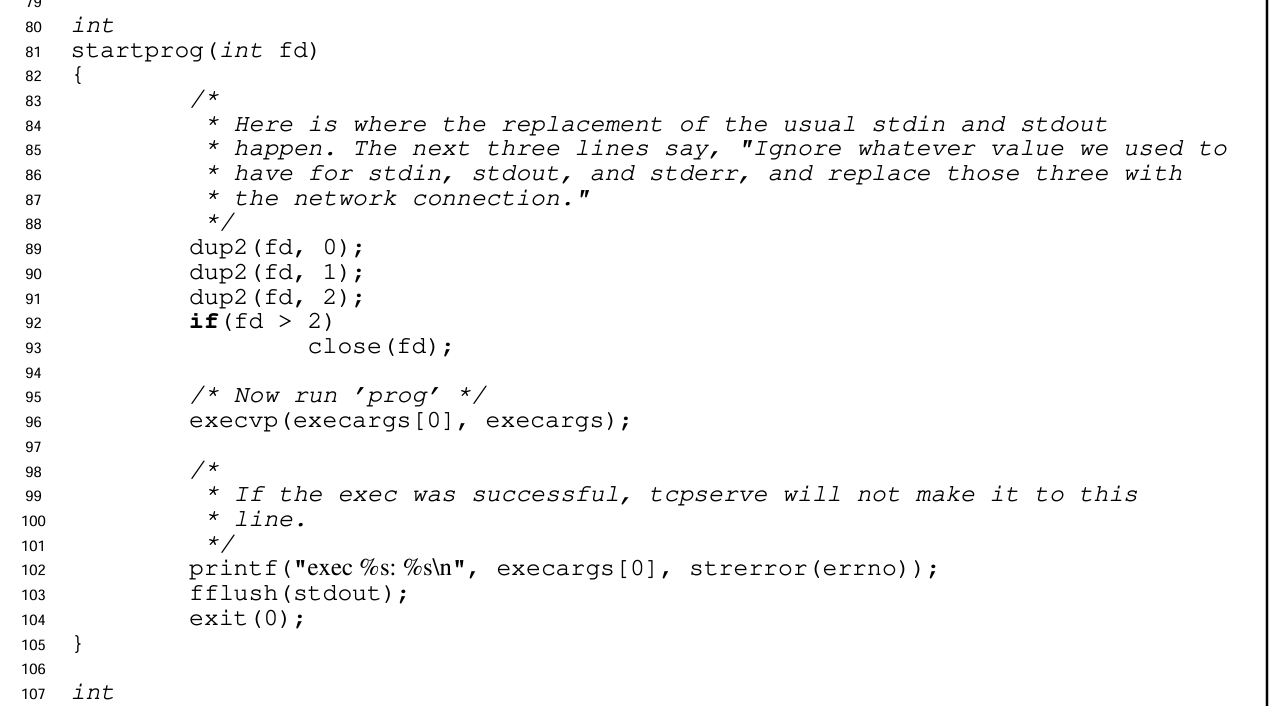 79
80 int
81 startprog(int fd)
82 {
83 /*
84 * Here is where the replacement of the usual stdin and stdout
85 * happen. The next three lines say, "Ignore whatever value we used to
86 * have for stdin, stdout, and stderr, and replace those three with
87 * the network connection."
88 */
89 dup2(fd, 0);
90 dup2(fd, 1);
91 dup2(fd, 2);
92 if(fd > 2)
93 close(fd);
94
95 /* Now run 'prog' */
96 execvp(execargs[0], execargs);
97
98 /*
99 * If the exec was successful, tcpserve will not make it to this
100 * line.
101 */
102 printf("exec %s: %s\n", execargs[0], strerror(errno));
103 fflush(stdout);
104 exit(0);
105 }
106
107 int